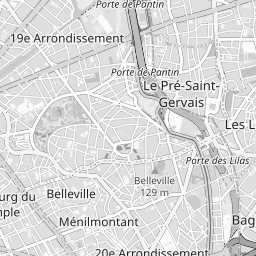 Porte de Pantin
19e Arrondissement
Porte de Pantin
Le Pré-Saint-
Gervais
Les L
Porte des Lilas
Belleville
129 m
Belleville
urg du
mple
Ménilmontant
Bag
20e Arrondissement